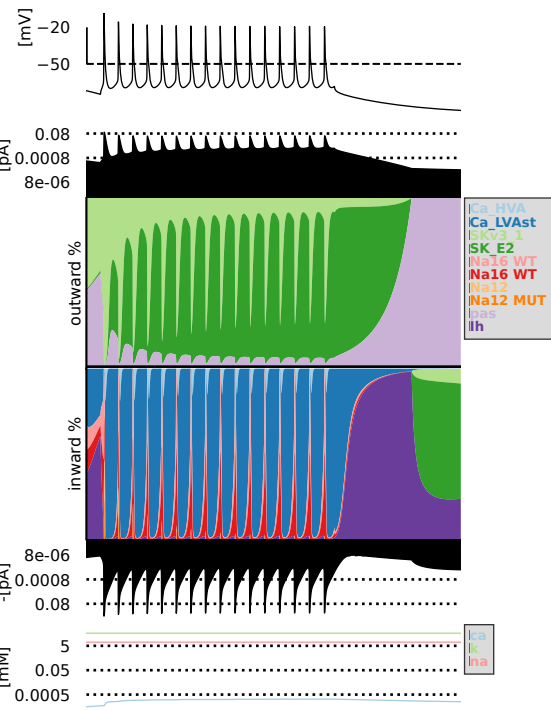 [mV]
−20
−50
[pA]
0.08
0.0008
8e-06
outward %
Ca_HVA
Ca_LVAst
SKv3_1
SK_E2
Na16 WT
Na16 WT
Na12
Na12 MUT
pas
Ih
inward %
-[pA]
8e-06
0.0008
0.08
[mM]
5
0.05
0.0005
ca
k
na